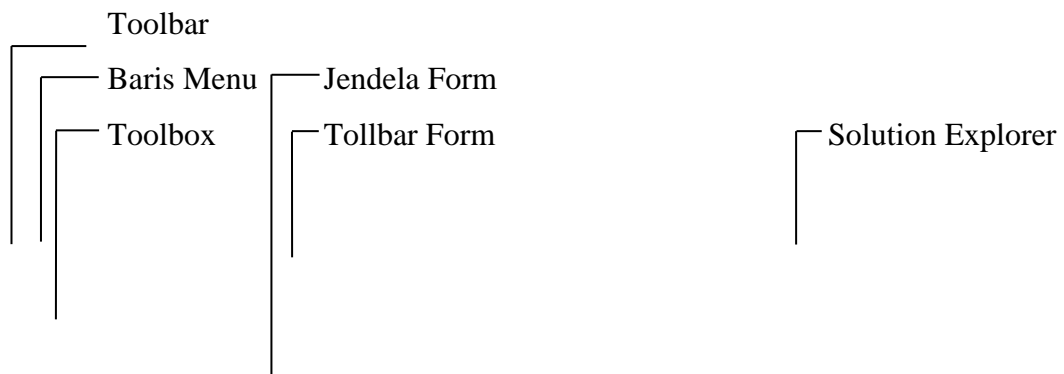 Toolbar
Baris Menu
Jendela Form
Toolbox
Tollbar Form
Solution Explorer